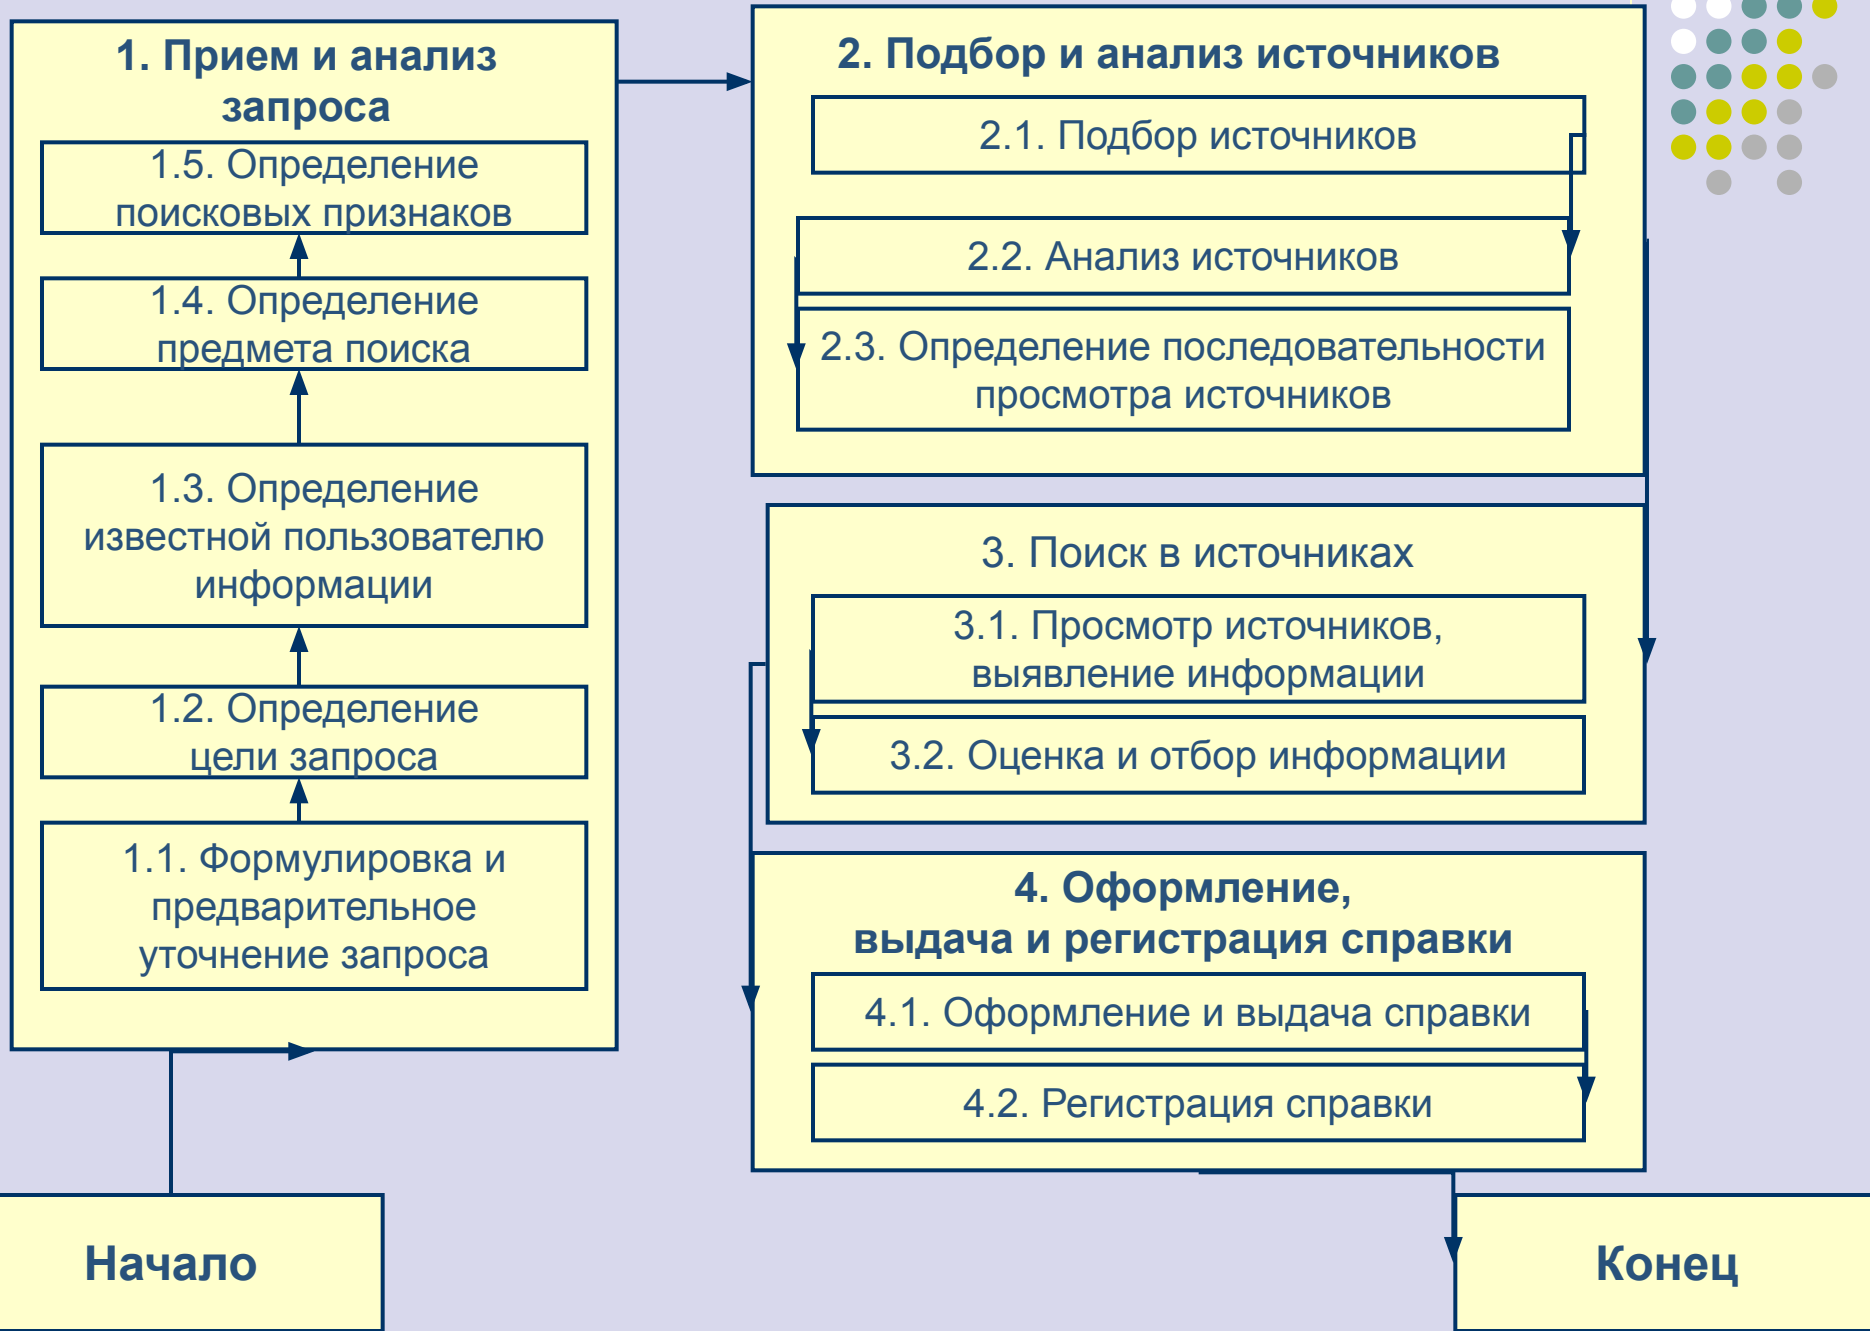 1. Прием и анализ
запроса
1.5. Определение
поисковых признаков
1.4. Определение
предмета поиска
1.3. Определение
известной пользователю
информации
1.2. Определение
цели запроса
1.1. Формулировка и
предварительное
уточнение запроса
Начало
2. Подбор и анализ источников
2.1. Подбор источников
2.2. Анализ источников
2.3. Определение последовательности
просмотра источников
3. Поиск в источниках
3.1. Просмотр источников,
выявление информации
3.2. Оценка и отбор информации
4. Оформление,
выдача и регистрация справки
4.1. Оформление и выдача справки
4.2. Регистрация справки
Конец